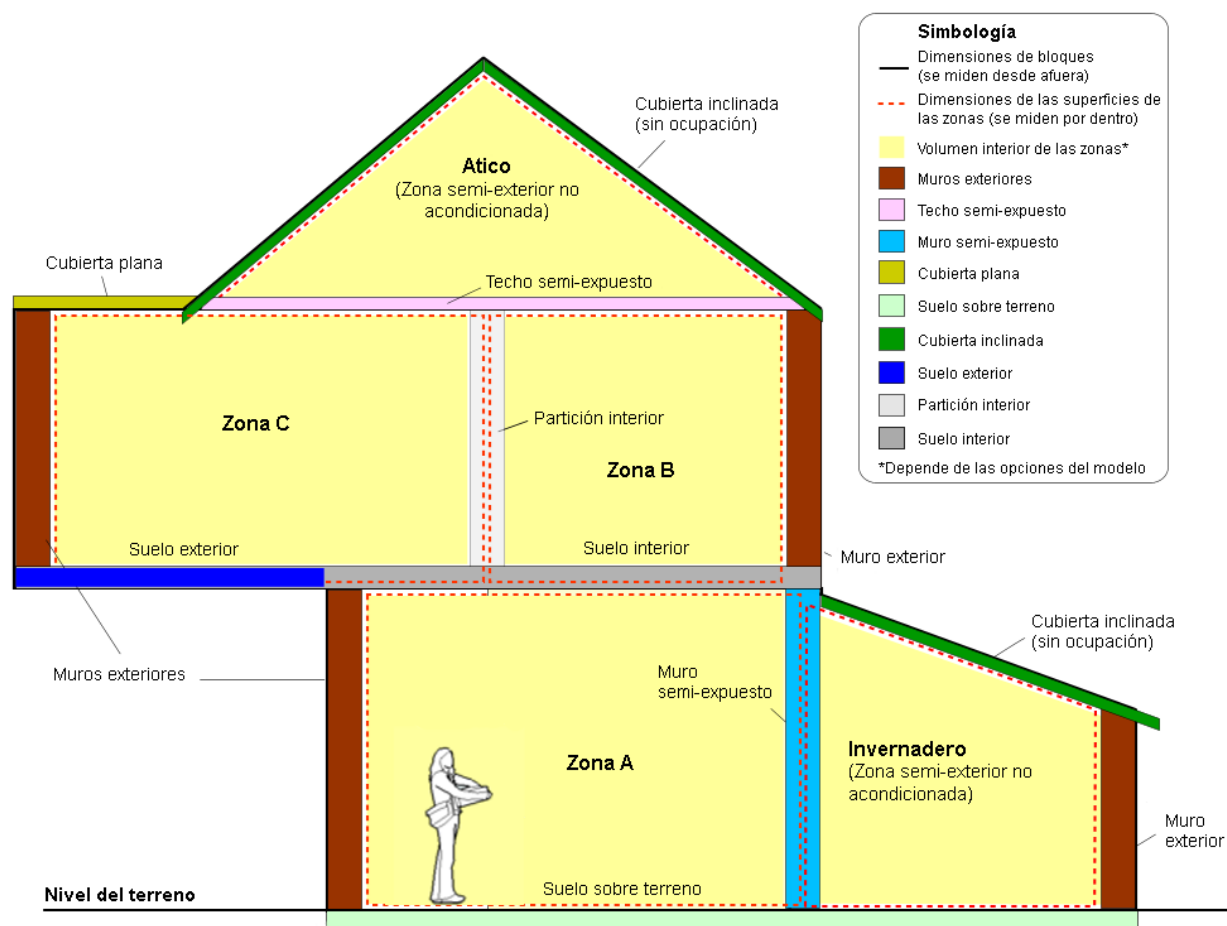 Simbología
Dimensiones de bloques
(se miden desde afuera)
Dimensiones de las superficies de
las zonas (se miden por dentro)
Volumen interior de las zonas*
Muros exteriores
Techo semi-expuesto
Muro semi-expuesto
Cubierta plana
Suelo sobre terreno
Cubierta inclinada
Suelo exterior
Partición interior
Suelo interior
*Depende de las opciones del modelo
Cubierta inclinada
(sin ocupación)
Atico
(Zona semi-exterior no
acondicionada)
Cubierta plana
Techo semi-expuesto
Zona C
Partición interior
Zona B
Suelo exterior
Suelo interior
Muro exterior
Cubierta inclinada
(sin ocupación)
Muros exteriores
Muro
semi-expuesto
Zona A
Invernadero
(Zona semi-exterior no
acondicionada)
Muro
exterior
Suelo sobre terreno
Nivel del terreno